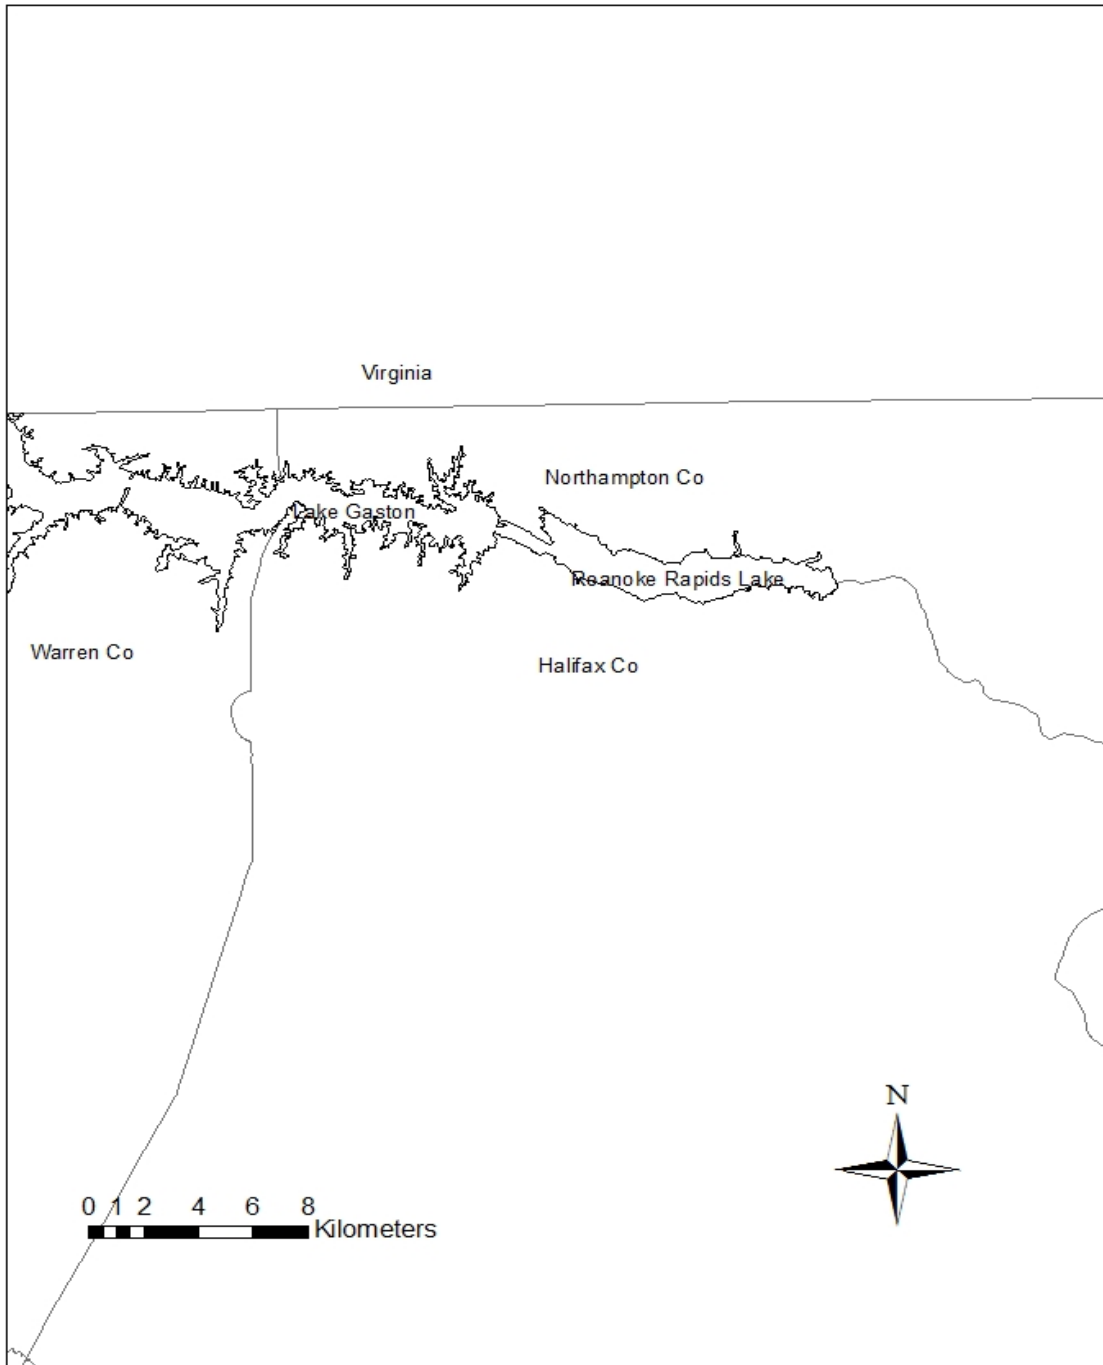 Virginia
Northampton Co
Lake Gaston
Roanoke Rapids Lake
Warren Co
Halifax Co
N
0 1 2 4 6 8
Kilometers